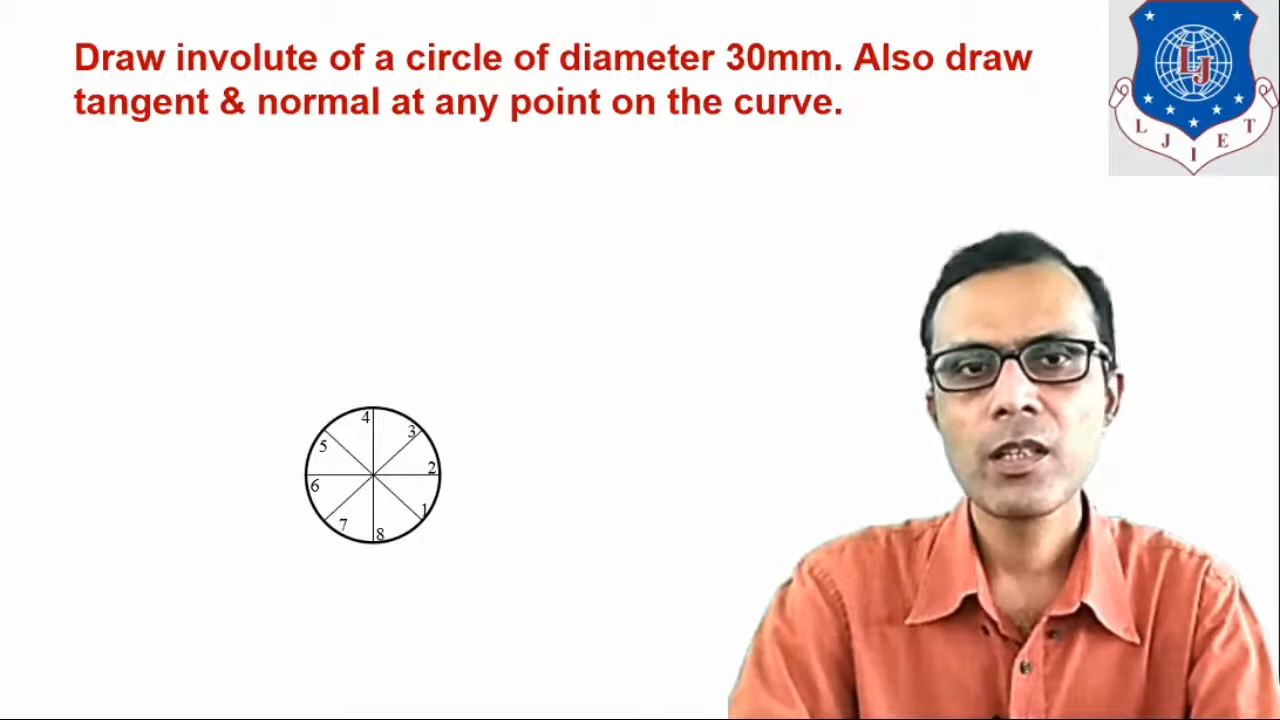 Draw involute of a circle of diameter 30mm. Also draw
tangent & normal at any point on the curve.
LJ
L J I E T
4
3
5
2
6
1
7
8